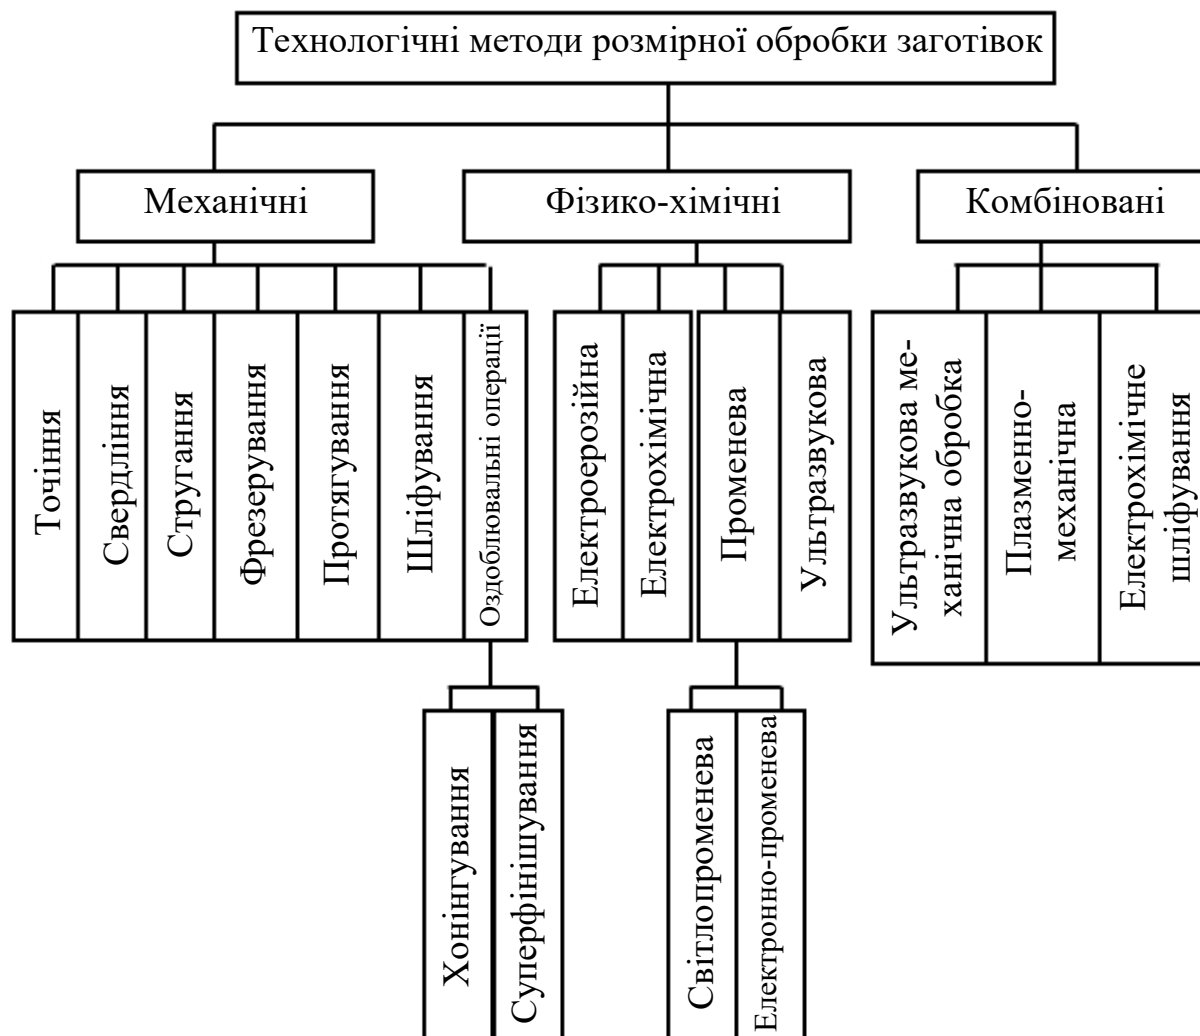 Технологічні методи розмірної обробки заготівок
Механічні
Фізико-хімічні
Комбіновані
Точіння
Свердління
Стругання
Фрезерування
Протягування
Шліфування
Оздоблювальні операції
Електроерозійна
Електрохімічна
Променева
Ультразвукова
Ультразвукова ме-
ханічна обробка
Плазменно-
механічна
Електрохімічне
шліфування
Хонінгування
Суперфінішування
Світлопроменева
Електронно-променева